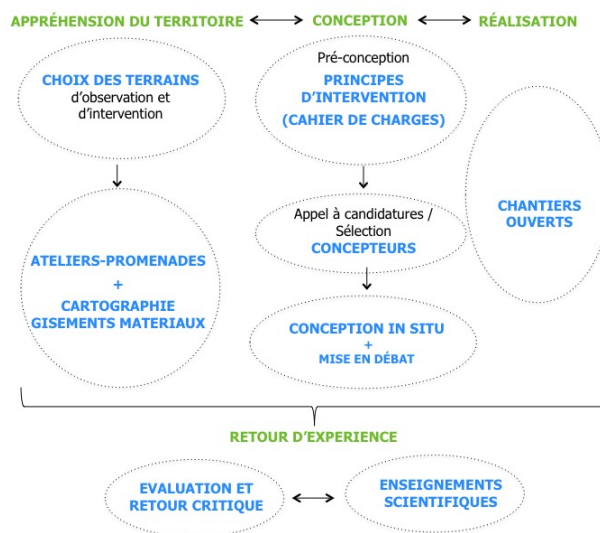 APPRÉHENSION DU TERRITOIRE
CONCEPTION
RÉALISATION
CHOIX DES TERRAINS
d'observation et
d'intervention
ATELIERS-PROMENADES
+
CARTOGRAPHIE
GISEMENTS MATERIAUX
Pré-conception
PRINCIPES
D'INTERVENTION
(CAHIER DE CHARGES)
Appel à candidatures /
Sélection
CONCEPTEURS
CONCEPTION IN SITU
+
MISE EN DÉBAT
CHANTIERS
OUVERTS
RETOUR D'EXPERIENCE
EVALUATION ET
RETOUR CRITIQUE
ENSEIGNEMENTS
SCIENTIFIQUES